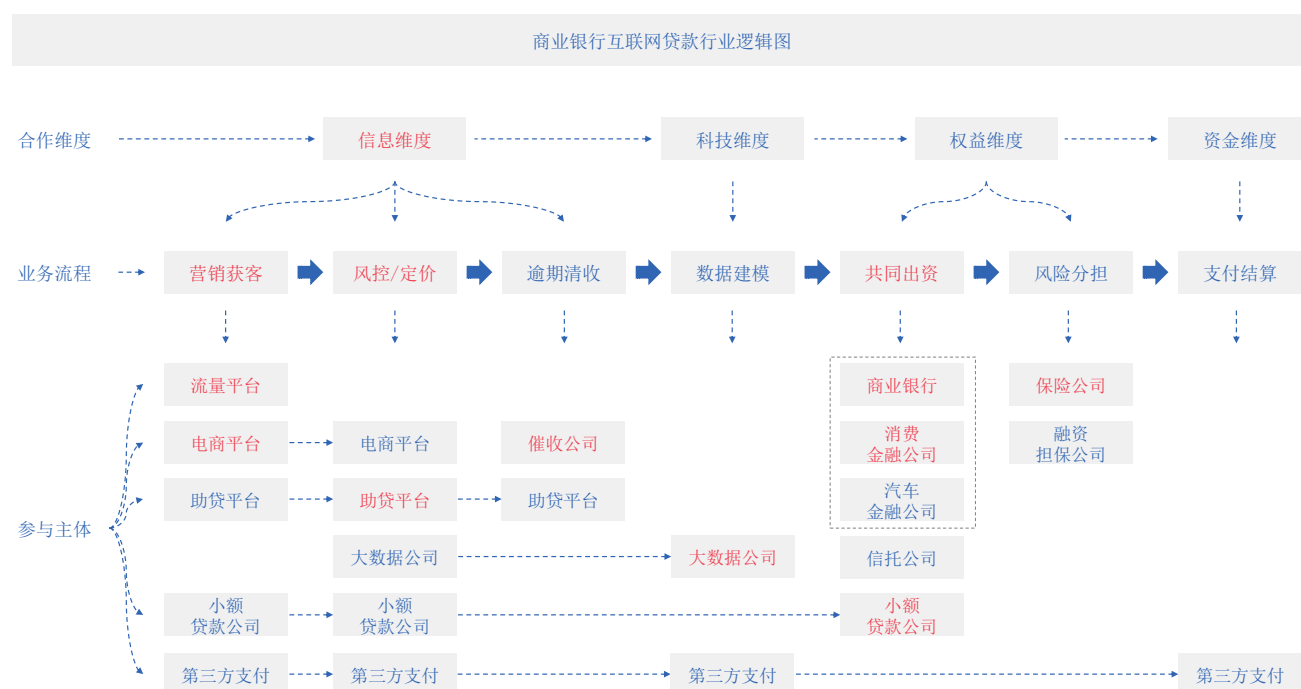 商业银行互联网贷款行业逻辑图
合作维度
信息维度
科技维度
权益维度
资金维度
业务流程
营销获客
风控/定价
逾期清收
数据建模
共同出资
风险分担
支付结算
参与主体
流量平台
商业银行
保险公司
电商平台
电商平台
催收公司
消费
金融公司
融资
担保公司
助贷平台
助贷平台
助贷平台
汽车
金融公司
大数据公司
大数据公司
信托公司
小额
贷款公司
小额
贷款公司
小额
贷款公司
第三方支付
第三方支付
第三方支付
第三方支付